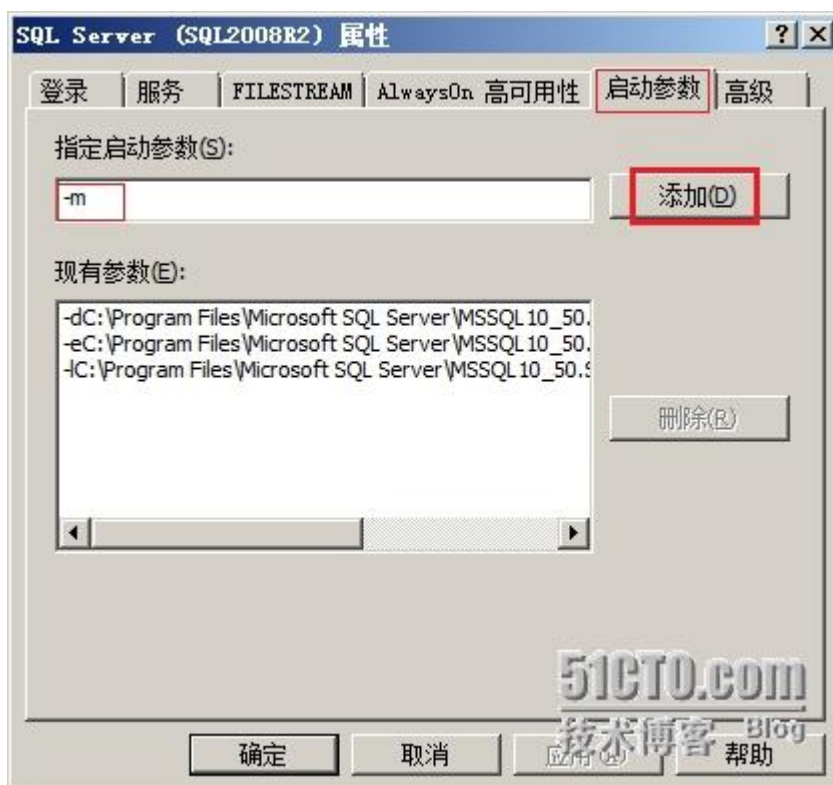 SQL Server (SQL2008R2) 属性
登录 服务 FILESTREAM AlwaysOn 高可用性 启动参数 高级
指定启动参数(S):
-m 添加(D)
现有参数(E):
-dC:\Program Files\Microsoft SQL Server\MSSQL10_50.
-eC:\Program Files\Microsoft SQL Server\MSSQL10_50.
-lC:\Program Files\Microsoft SQL Server\MSSQL10_50.S
删除(R)
51CTO.com
技术博客 Blog
确定 取消 应用(A) 帮助